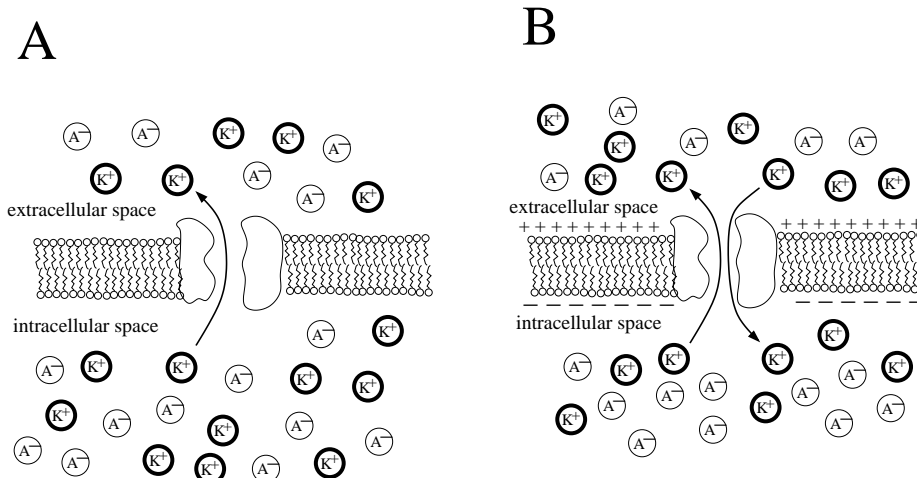 A
A− A− K+ K+ A−
K+ K+ A− A− K+
extracellular space
intracellular space
A− K+
A− K+ K+ A− K+ K+
K+ A− A− K+ A− A−
A− A− K+ K+ A− K+
B
K+ A− K+
K+ A− A− A−
A− K+ K+ K+ K+ K+
extracellular space
+ + + + + + + + + + + + + + + + + + + +
− − − − − − − − − − − − − −
intracellular space
K+
A− K+ K+ K+ A− K+
K+ A− A− A− K+ A− A− A−
A− A−